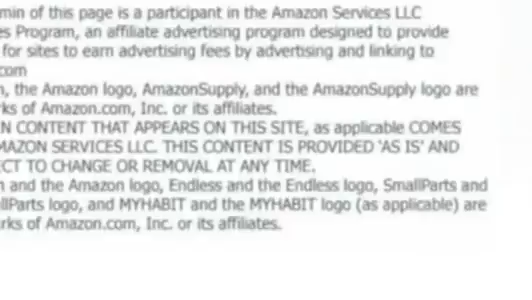 min of this page is a participant in the Amazon Services LLC
es Program, an affiliate advertising program designed to provide
for sites to earn advertising fees by advertising and linking to
com
n, the Amazon logo, AmazonSupply, and the AmazonSupply logo are
rks of Amazon.com, Inc. or its affiliates.
IN CONTENT THAT APPEARS ON THIS SITE, as applicable COMES
MAZON SERVICES LLC. THIS CONTENT IS PROVIDED 'AS IS' AND
ECT TO CHANGE OR REMOVAL AT ANY TIME.
n and the Amazon logo, Endless and the Endless logo, SmallParts and
llParts logo, and MYHABIT and the MYHABIT logo (as applicable) are
rks of Amazon.com, Inc. or its affiliates.